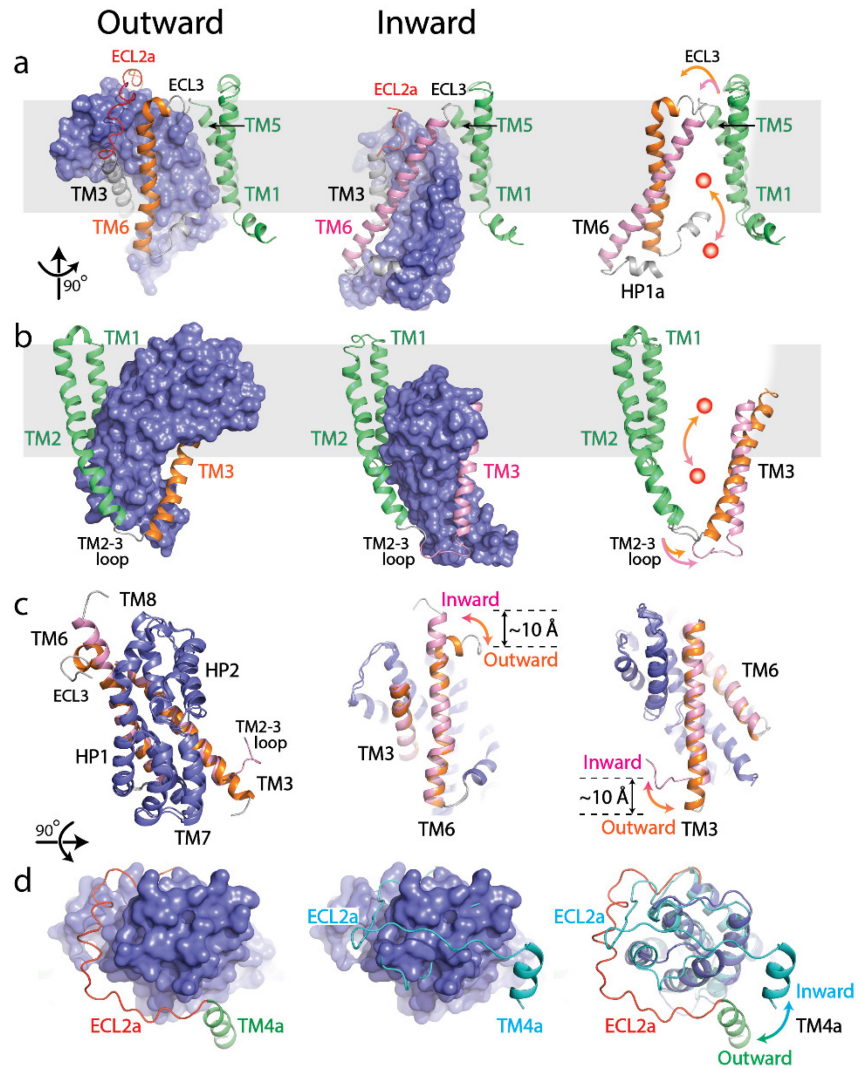 Outward
Inward
a
ECL2a
ECL3
TM5
TM3
TM1
TM6
90°
ECL2a
ECL3
TM5
TM3
TM1
TM6
ECL3
TM5
TM1
TM6
HP1a
b
TM1
TM2
TM3
TM2-3
loop
TM1
TM2
TM3
TM2-3
loop
TM1
TM2
TM3
TM2-3
loop
c
TM8
TM6
HP2
ECL3
TM2-3
loop
HP1
TM3
TM7
90°
Inward
~10 Å
Outward
TM3
TM6
TM6
Inward
~10 Å
Outward
TM3
d
ECL2a
TM4a
ECL2a
TM4a
ECL2a
Inward
ECL2a
TM4a
Outward